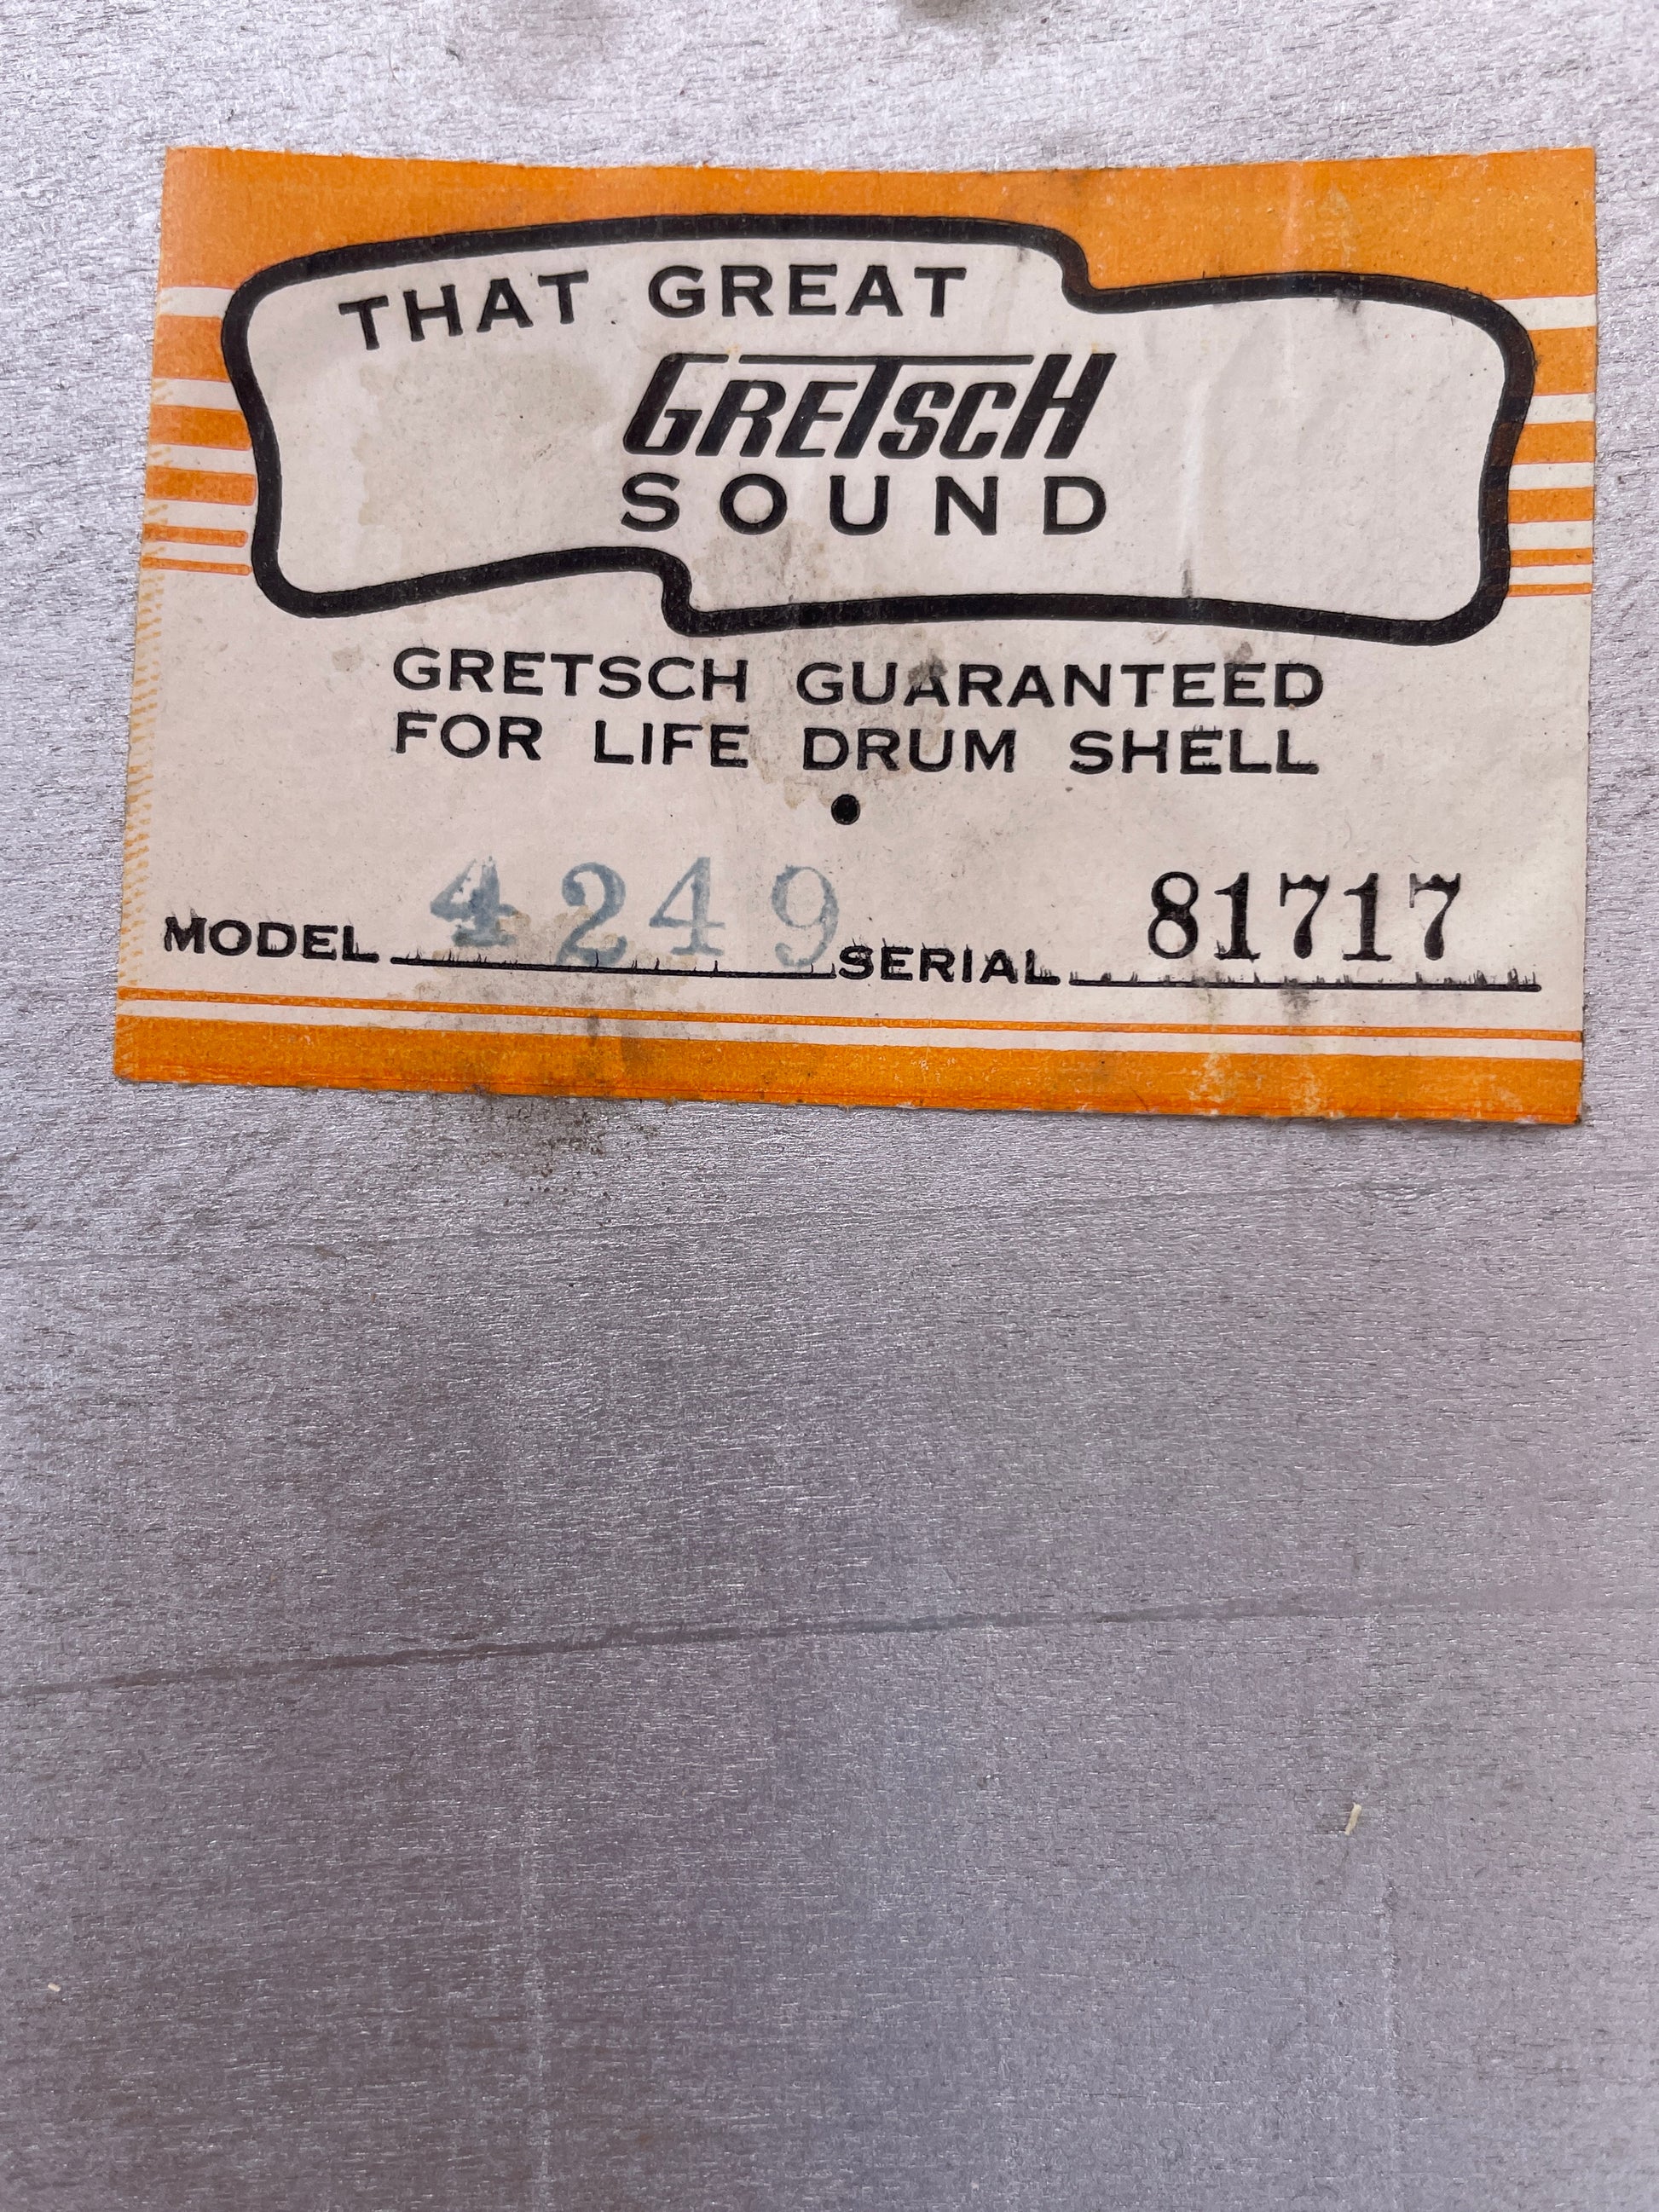 THAT GREAT
GRETSCH
SOUND
GRETSCH GUARANTEED
FOR LIFE DRUM SHELL
MODEL 4249 SERIAL 81717